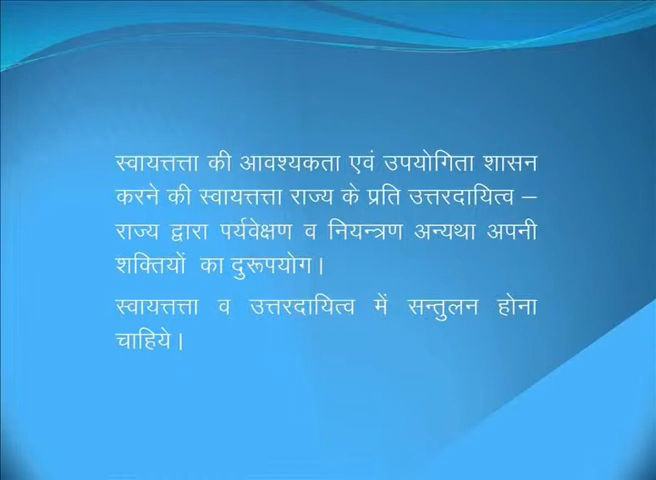 स्वायत्तत्ता की आवश्यकता एवं उपयोगिता शासन
करने की स्वायत्तत्ता राज्य के प्रति उत्तरदायित्व –
राज्य द्वारा पर्यवेक्षण व नियन्त्रण अन्यथा अपनी
शक्तियों का दुरूपयोग।
स्वायत्तत्ता व उत्तरदायित्व में सन्तुलन होना
चाहिये।